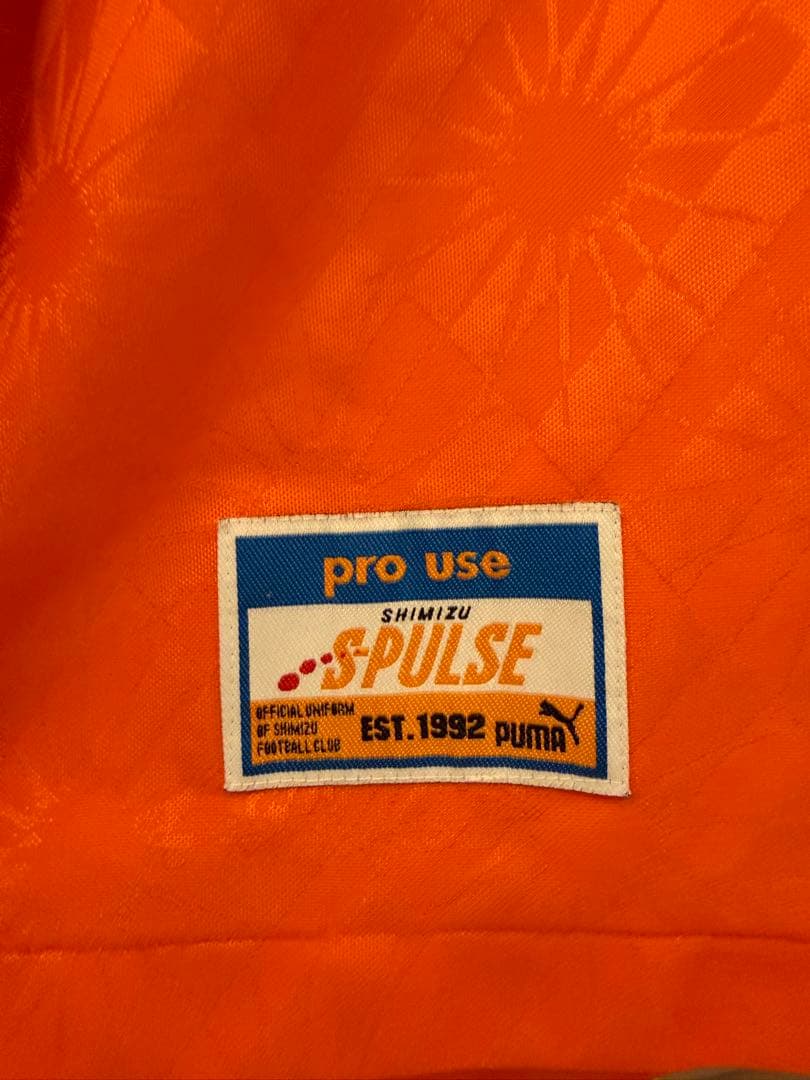 pro use
SHIMIZU
S-PULSE
OFFICIAL UNIFORM
OF SHIMIZU
FOOTBALL CLUB
EST.1992
PUMA